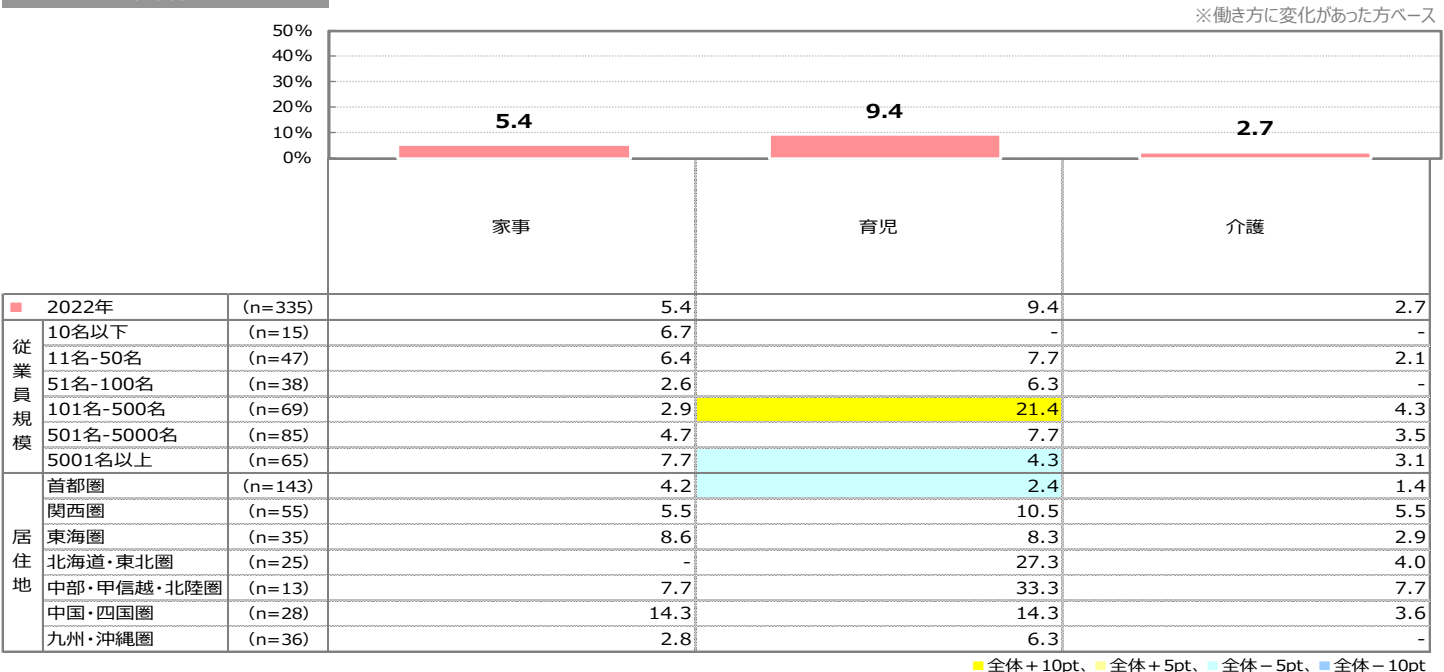 ※働き方に変化があった方ベース
50%
40%
30%
20%
10%
0%
5.4
9.4
2.7
家事 育児 介護
2022年 (n=335) 5.4 9.4 2.7
従業員規模
10名以下 (n=15) 6.7 - -
11名-50名 (n=47) 6.4 7.7 2.1
51名-100名 (n=38) 2.6 6.3 -
101名-500名 (n=69) 2.9 21.4 4.3
501名-5000名 (n=85) 4.7 7.7 3.5
5001名以上 (n=65) 7.7 4.3 3.1
居住地
首都圏 (n=143) 4.2 2.4 1.4
関西圏 (n=55) 5.5 10.5 5.5
東海圏 (n=35) 8.6 8.3 2.9
北海道・東北圏 (n=25) - 27.3 4.0
中部・甲信越・北陸圏 (n=13) 7.7 33.3 7.7
中国・四国圏 (n=28) 14.3 14.3 3.6
九州・沖縄圏 (n=36) 2.8 6.3 -
■全体+10pt、■全体+5pt、■全体-5pt、■全体-10pt